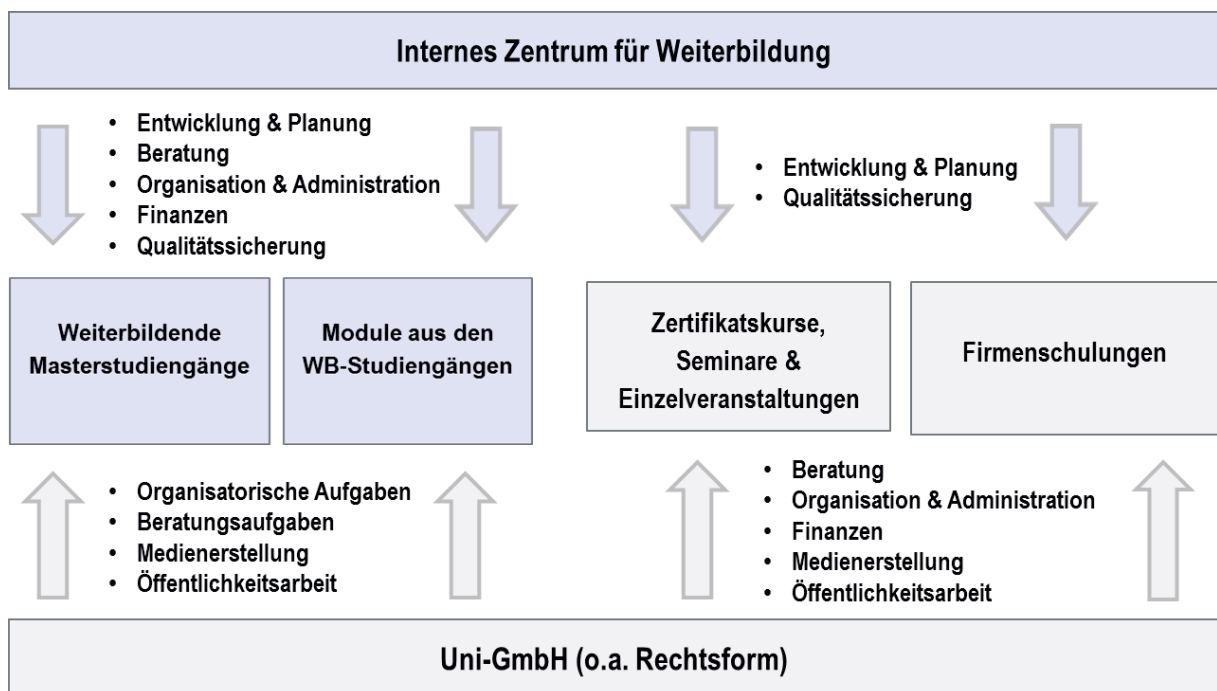 Internes Zentrum für Weiterbildung
• Entwicklung & Planung
• Beratung
• Organisation & Administration
• Finanzen
• Qualitätssicherung
• Entwicklung & Planung
• Qualitätssicherung
Weiterbildende
Masterstudiengänge
Module aus den
WB-Studiengängen
Zertifikatskurse,
Seminare &
Einzelveranstaltungen
Firmenschulungen
• Organisatorische Aufgaben
• Beratungsaufgaben
• Medienerstellung
• Öffentlichkeitsarbeit
• Beratung
• Organisation & Administration
• Finanzen
• Medienerstellung
• Öffentlichkeitsarbeit
Uni-GmbH (o.a. Rechtsform)